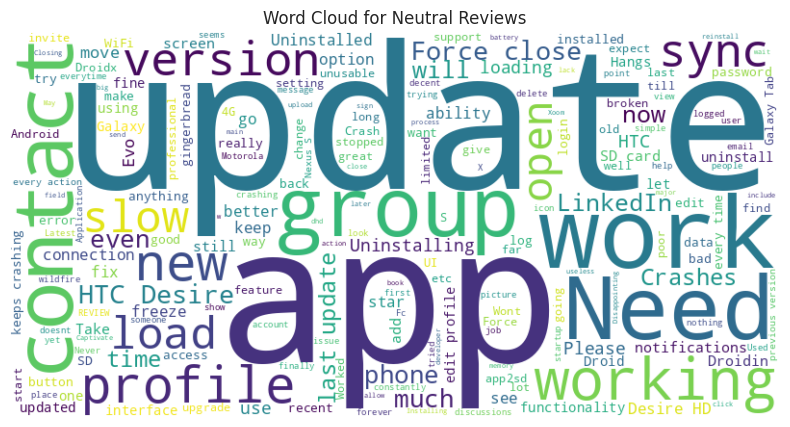 Word Cloud for Neutral Reviews
invite
WiFi
seems
screen
Uninstalled
support
battery
installed
reinstall
Closing
everytime
move
version
option
Force close
sync
wait
Droidx
unusable
Hangs
expect
point
last
password
try
big
fine
message
will
loading
trying
decent
delete
till
view
make
using
setting
upload
ability
broken
logged
user
Way
send
Android
contact
update
open
now
Galaxy
professional
gingerbread
4G
go
long
sign
want
old
simple
Galaxy Tab
Xoom
lack
main
Crash
process
login
HTC
email
people
Evo
really
Motorola
Nexus S
change
stopped
great
limited
give
X
close
SD card
well
uninstall
help
every action
anything
back
later
group
LinkedIn
let
edit
field
Application
slow
better
look
S
icon
find
every time
error
even
good
keep
dhd
work
Latest
still
way
Uninstalling
log
far
data
bad
poor
major
include
connection
new
action
UI
Need
keeps crashing
fix
last update
app
etc
Crashes
useless
Disappointing
wildfire
HTC Desire
feature
star
book
first
picture
edit profile
Wont
Force
going
notifications
nothing
previous version
REVIEW
someone
freeze
show
add
Fc
job
startup
Please
Used
yet
doesnt
Take
load
account
issue
tried
developer
Droid
Droidin
Captivate
Never
SD
time
access
finally
Worked
phone
memory
app2sd
working
start
place
button
one
profile
constantly
lot
see
functionality
updated
interface
upgrade
use
recent
forever
much
allow
Installing
discussions
Desire HD
click
crashing